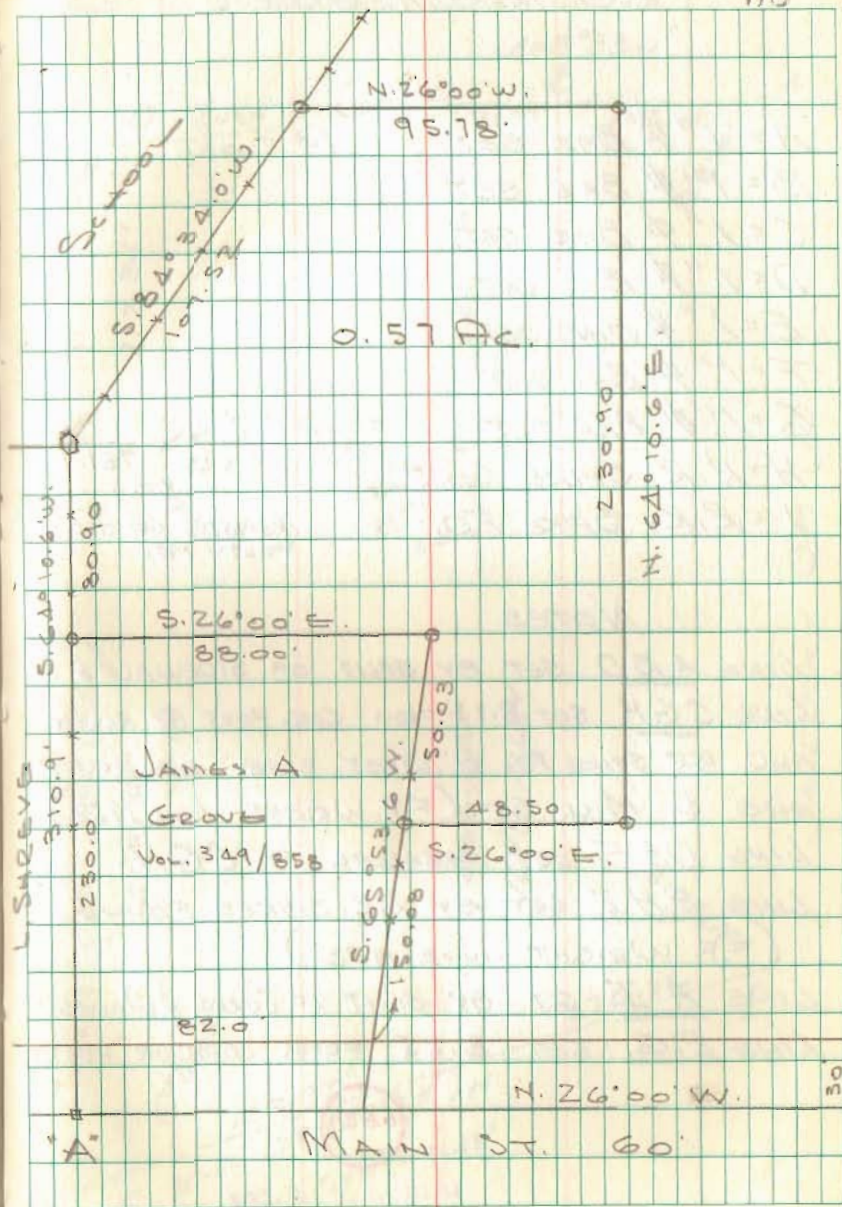 N. 26°00' W.
95.78'
SCHOOL
S. 84°34.0' W.
107.52
0.57 AC.
230.90
N. 64°10.6' E.
S. 64°10.6' W.
80.90
S. 26°00' E.
88.00'
50.03
L. SHREVE
310.9'
230.0
JAMES A
GROVE
VOL. 349/858
48.50
S. 26°00' E.
S. 65°53.6' W.
150.08
82.0'
N. 26°00' W.
30'
"A"
MAIN ST. 60'